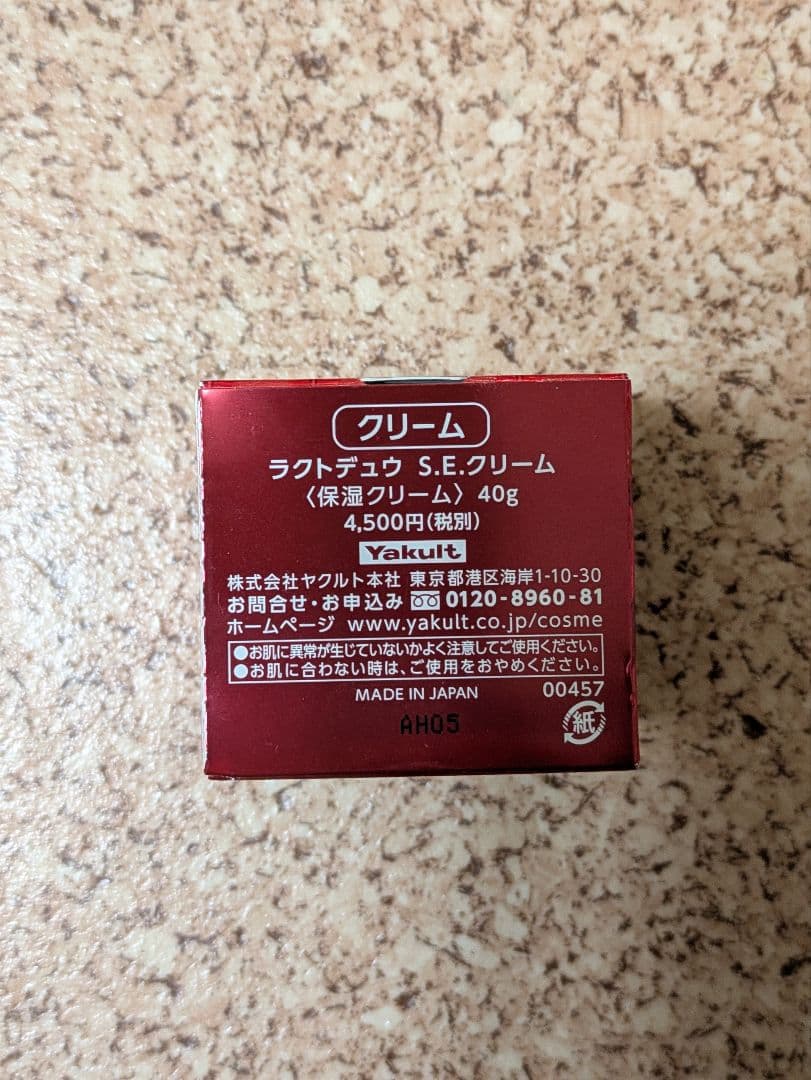 クリーム
ラクトデュウ S.E.クリーム
〈保湿クリーム〉 40g
4,500円(税別)
Yakult
株式会社ヤクルト本社 東京都港区海岸1-10-30
お問合せ・お申込み 0120-8960-81
ホームページ www.yakult.co.jp/cosme
●お肌に異常が生じていないかよく注意してご使用ください。
●お肌に合わない時は、ご使用をおやめください。
MADE IN JAPAN 00457
AH05
紙